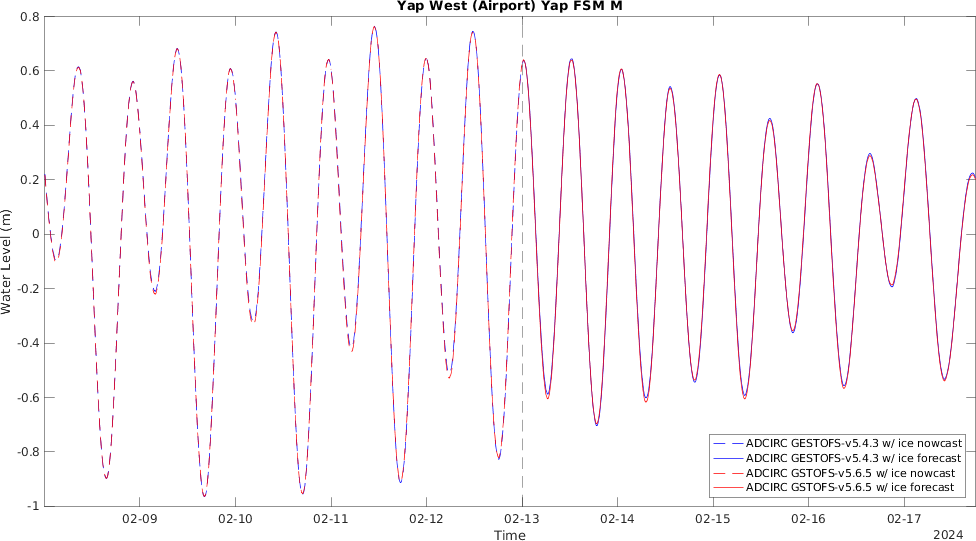 Yap West (Airport) Yap FSM M
0.8
0.6
0.4
0.2
0
-0.2
-0.4
-0.6
-0.8
-1
Water Level (m)
ADCIRC GESTOFS-v5.4.3 w/ ice nowcast
ADCIRC GESTOFS-v5.4.3 w/ ice forecast
ADCIRC GSTOFS-v5.6.5 w/ ice nowcast
ADCIRC GSTOFS-v5.6.5 w/ ice forecast
02-09 02-10 02-11 02-12 02-13 02-14 02-15 02-16 02-17
Time
2024